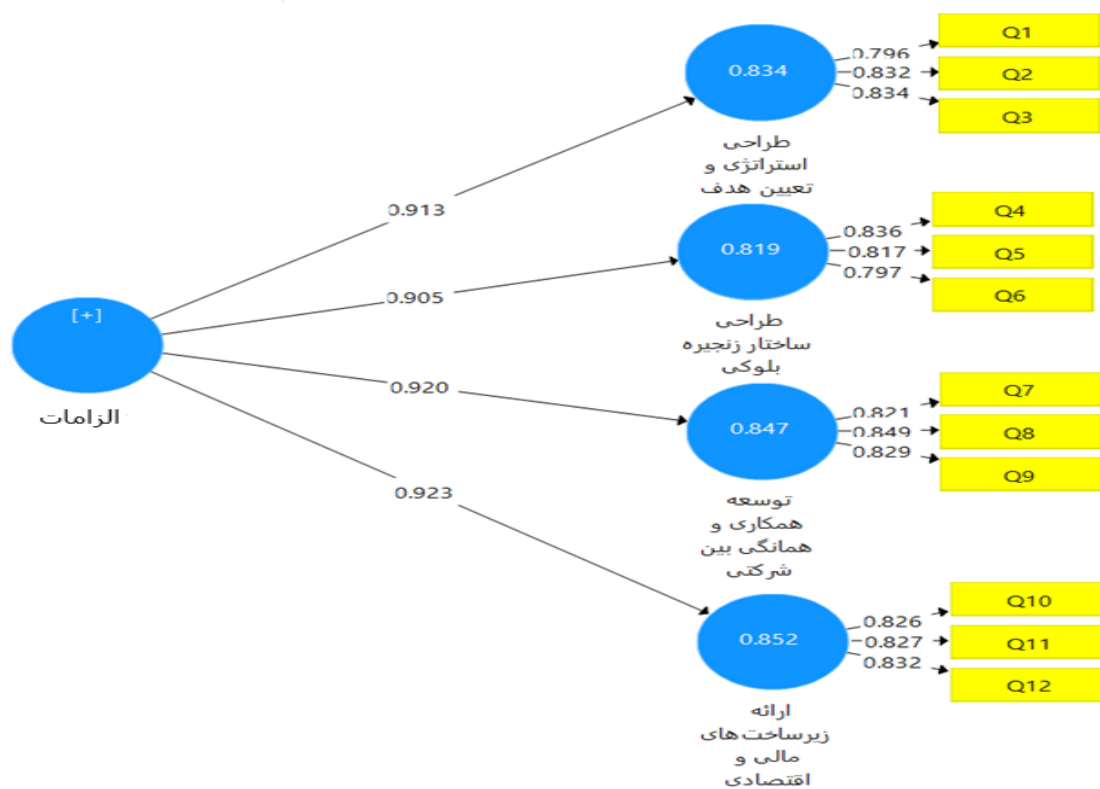 0.834
0.796
0.832
0.834
Q1
Q2
Q3
طراحی
استراتژی و
تعیین هدف
0.913
0.819
0.836
0.817
0.797
Q4
Q5
Q6
طراحی
ساختار زنجیره
بلوکی
0.905
[+]
الزامات
0.920
0.847
0.821
0.849
0.829
Q7
Q8
Q9
توسعه
همکاری و
همانگی بین
شرکتی
0.923
0.852
0.826
0.827
0.832
Q10
Q11
Q12
ارائه
زیرساخت‌های
مالی و
اقتصادی